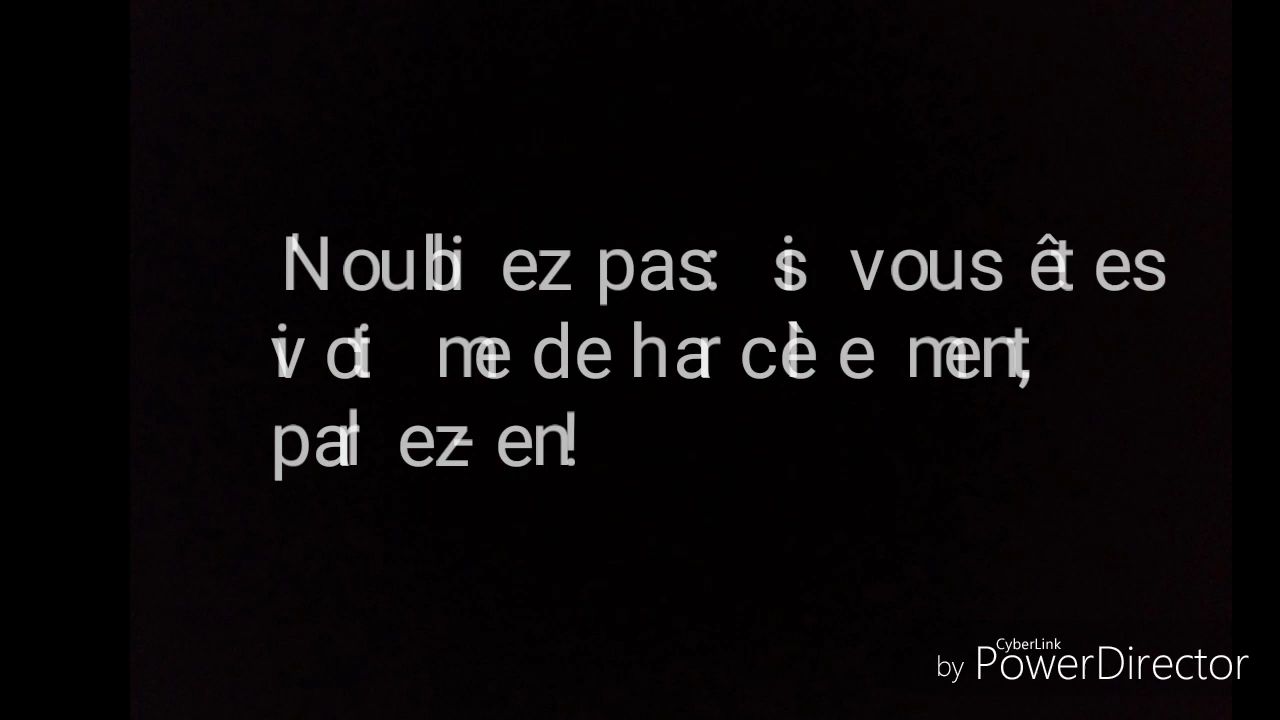 N'oubliez pas: si vous êtes
victime de harcèlement,
parlez-en!
CyberLink
by PowerDirector